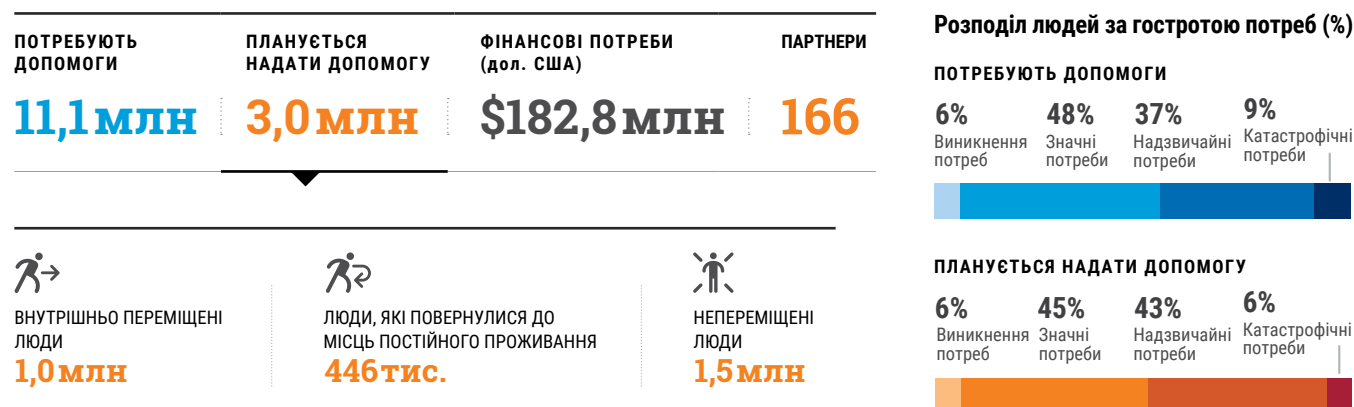 ПОТРЕБУЮТЬ
ДОПОМОГИ
11,1 млн
ПЛАНУЄТЬСЯ
НАДАТИ ДОПОМОГУ
3,0 млн
ФІНАНСОВІ ПОТРЕБИ
(дол. США)
$182,8 млн
ПАРТНЕРИ
166
ВНУТРІШНЬО ПЕРЕМІЩЕНІ
ЛЮДИ
1,0 млн
ЛЮДИ, ЯКІ ПОВЕРНУЛИСЯ ДО
МІСЦЬ ПОСТІЙНОГО ПРОЖИВАННЯ
446 тис.
НЕПЕРЕМІЩЕНІ
ЛЮДИ
1,5 млн
Розподіл людей за гостротою потреб (%)
ПОТРЕБУЮТЬ ДОПОМОГИ
6%
Виникнення
потреб
48%
Значні
потреби
37%
Надзвичайні
потреби
9%
Катастрофічні
потреби
ПЛАНУЄТЬСЯ НАДАТИ ДОПОМОГУ
6%
Виникнення
потреб
45%
Значні
потреби
43%
Надзвичайні
потреби
6%
Катастрофічні
потреби